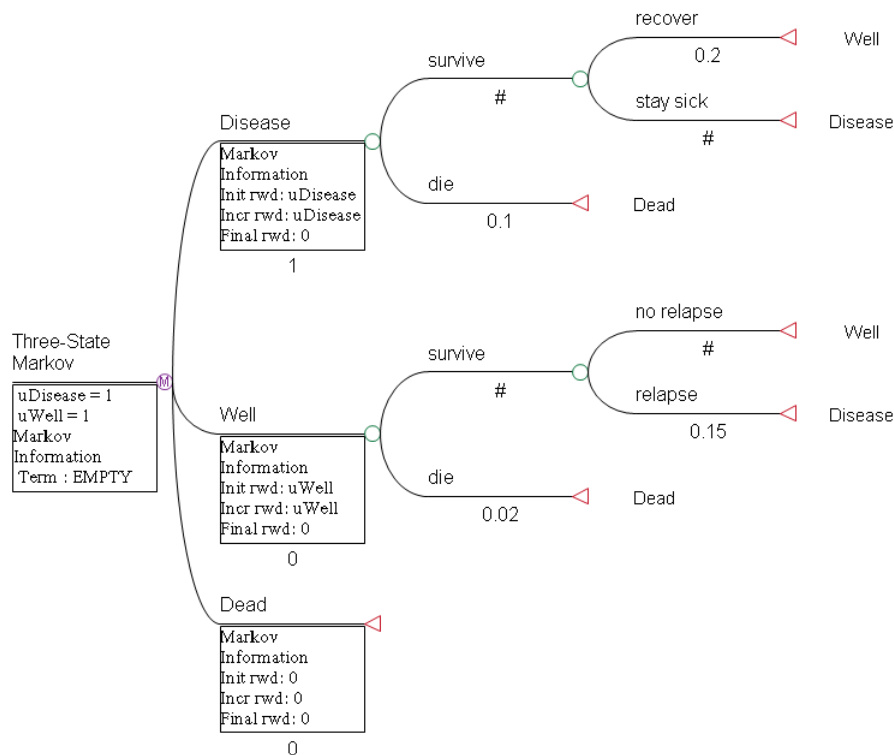 recover
Well
0.2
survive
#
stay sick
Disease
#
Disease
Markov
Information
Init rwd: uDisease
Incr rwd: uDisease
Final rwd: 0
1
die
Dead
0.1
Three-State
Markov
M
uDisease = 1
uWell = 1
Markov
Information
Term : EMPTY
no relapse
Well
#
survive
#
relapse
Disease
0.15
Well
Markov
Information
Init rwd: uWell
Incr rwd: uWell
Final rwd: 0
0
die
Dead
0.02
Dead
Markov
Information
Init rwd: 0
Incr rwd: 0
Final rwd: 0
0